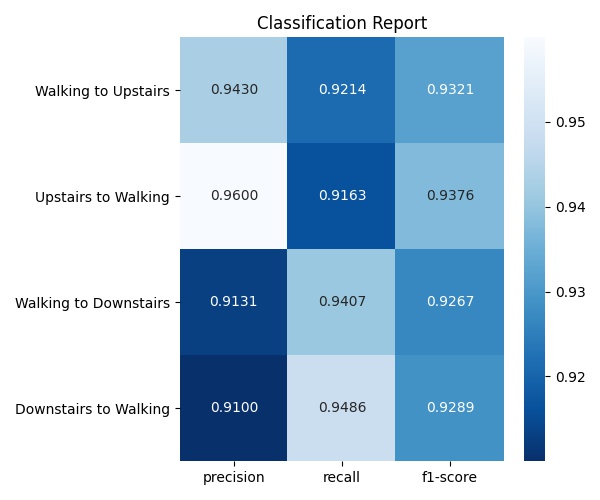 Classification Report
Walking to Upstairs 0.9430 0.9214 0.9321
0.95
Upstairs to Walking 0.9600 0.9163 0.9376
0.94
0.93
Walking to Downstairs 0.9131 0.9407 0.9267
0.92
Downstairs to Walking 0.9100 0.9486 0.9289
precision recall f1-score